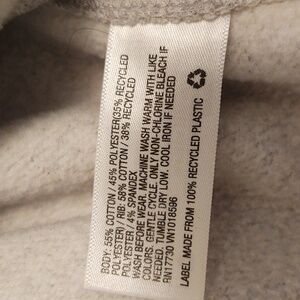 BODY: 55% COTTON / 45% POLYESTER(35% RECYCLED
POLYESTER) / RIB: 58% COTTON / 38% RECYCLED
POLYESTER / 4% SPANDEX
WASH BEFORE WEAR. MACHINE WASH WARM WITH LIKE
COLORS, GENTLE CYCLE. ONLY NON-CHLORINE BLEACH IF
NEEDED. TUMBLE DRY LOW. COOL IRON IF NEEDED
RN17730 VN1018596
LABEL MADE FROM 100% RECYCLED PLASTIC